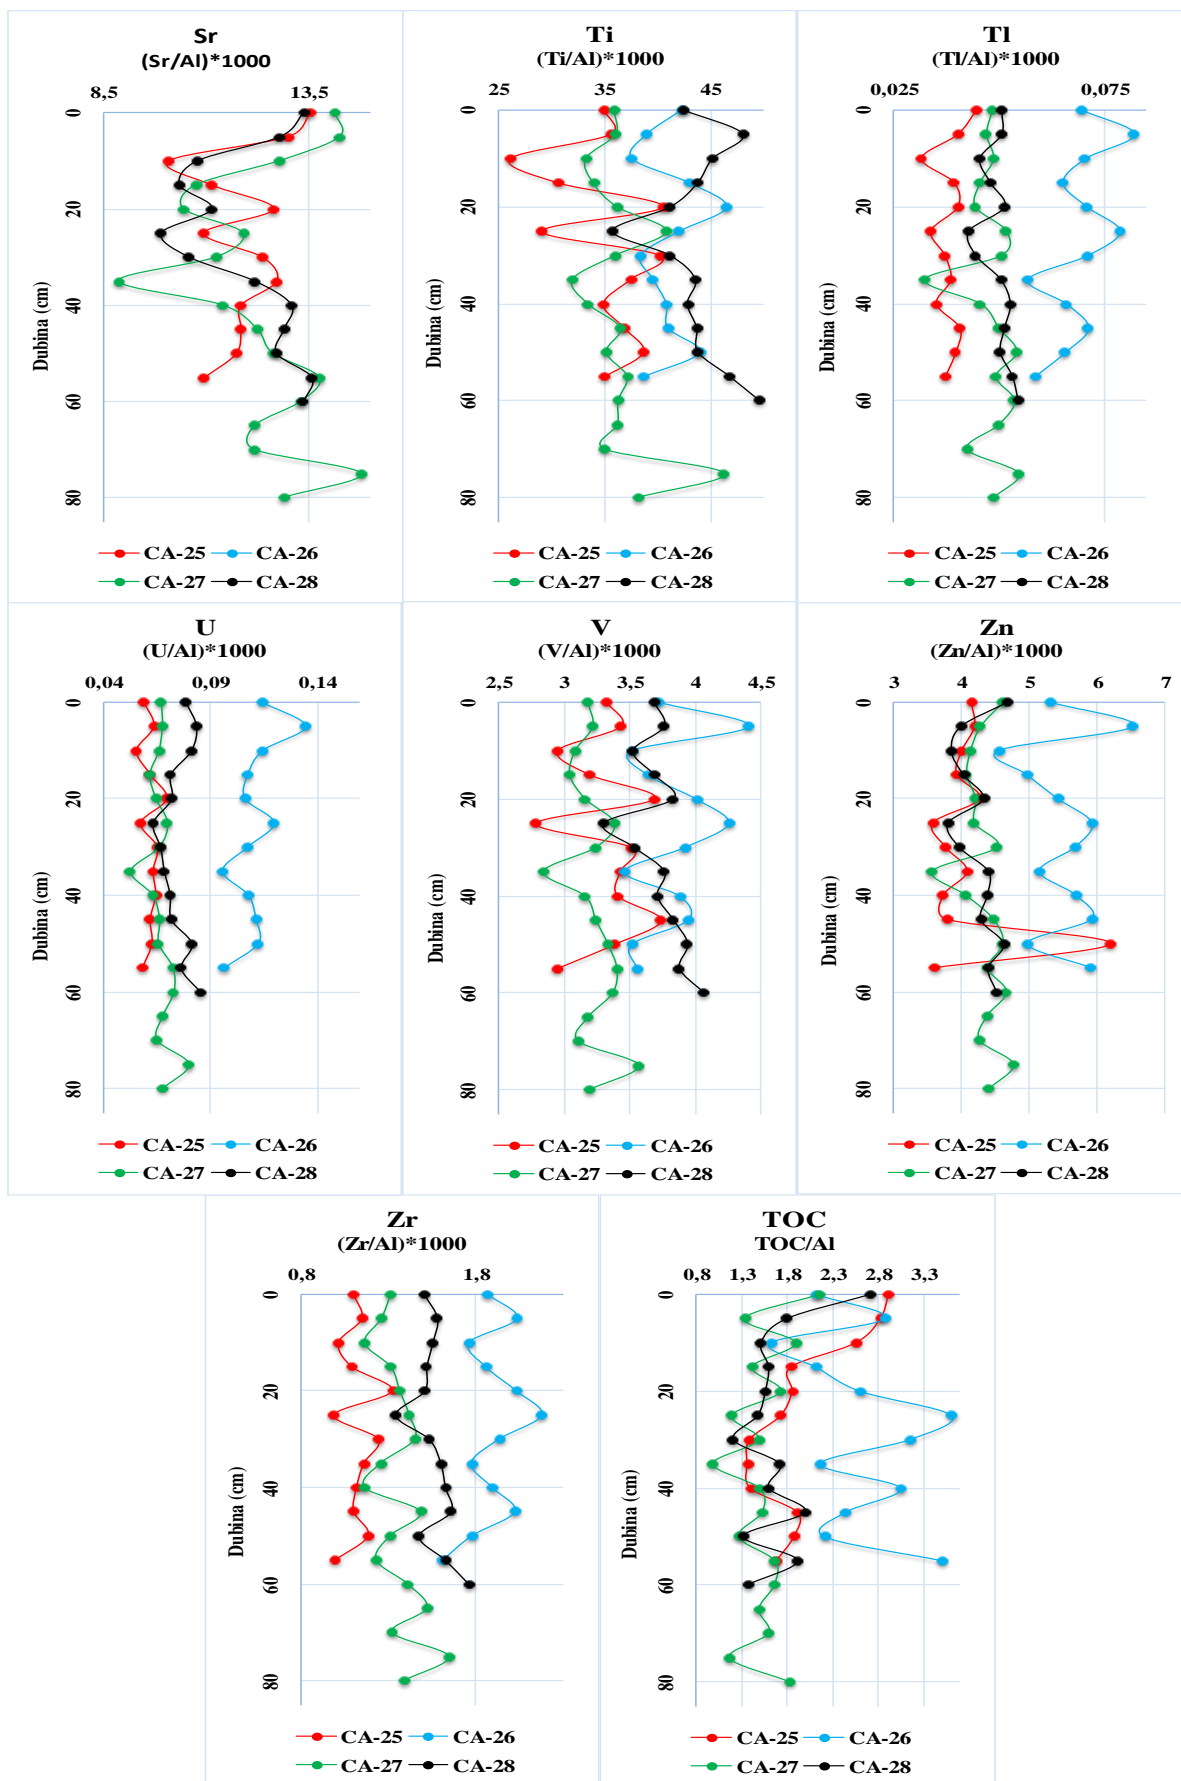 Sr
(Sr/Al)*1000
8,5 13,5
0
20
40
60
80
Dubina (cm)
CA-25 CA-26
CA-27 CA-28
Ti
(Ti/Al)*1000
25 35 45
0
20
40
60
80
Dubina (cm)
CA-25 CA-26
CA-27 CA-28
Tl
(Tl/Al)*1000
0,025 0,075
0
20
40
60
80
Dubina (cm)
CA-25 CA-26
CA-27 CA-28
U
(U/Al)*1000
0,04 0,09 0,14
0
20
40
60
80
Dubina (cm)
CA-25 CA-26
CA-27 CA-28
V
(V/Al)*1000
2,5 3 3,5 4 4,5
0
20
40
60
80
Dubina (cm)
CA-25 CA-26
CA-27 CA-28
Zn
(Zn/Al)*1000
3 4 5 6 7
0
20
40
60
80
Dubina (cm)
CA-25 CA-26
CA-27 CA-28
Zr
(Zr/Al)*1000
0,8 1,8
0
20
40
60
80
Dubina (cm)
CA-25 CA-26
CA-27 CA-28
TOC
TOC/Al
0,8 1,3 1,8 2,3 2,8 3,3
0
20
40
60
80
Dubina (cm)
CA-25 CA-26
CA-27 CA-28